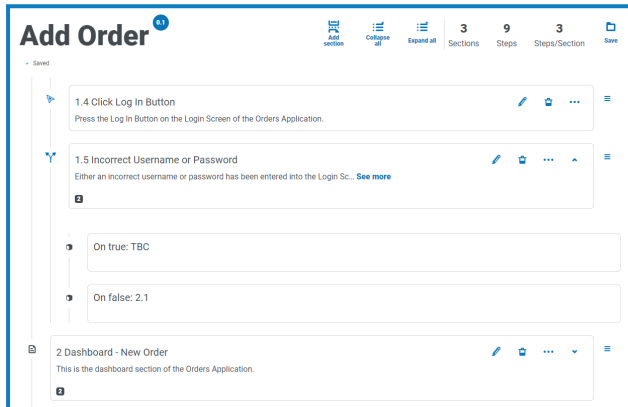 Add Order
0.1
Add section
Collapse all
Expand all
3 Sections
9 Steps
3 Steps/Section
Save
Saved
1.4 Click Log In Button
Press the Log In Button on the Login Screen of the Orders Application.
1.5 Incorrect Username or Password
Either an incorrect username or password has been entered into the Login Sc... See more
2
On true: TBC
On false: 2.1
2 Dashboard - New Order
This is the dashboard section of the Orders Application.
2